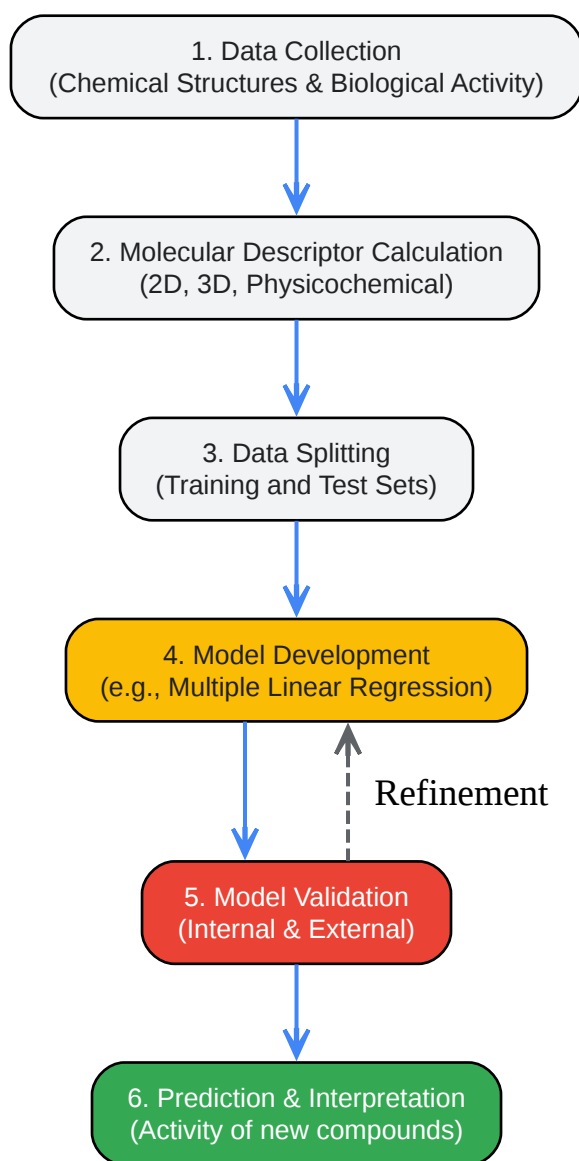 1. Data Collection
(Chemical Structures & Biological Activity)
2. Molecular Descriptor Calculation
(2D, 3D, Physicochemical)
3. Data Splitting
(Training and Test Sets)
4. Model Development
(e.g., Multiple Linear Regression)
Refinement
5. Model Validation
(Internal & External)
6. Prediction & Interpretation
(Activity of new compounds)